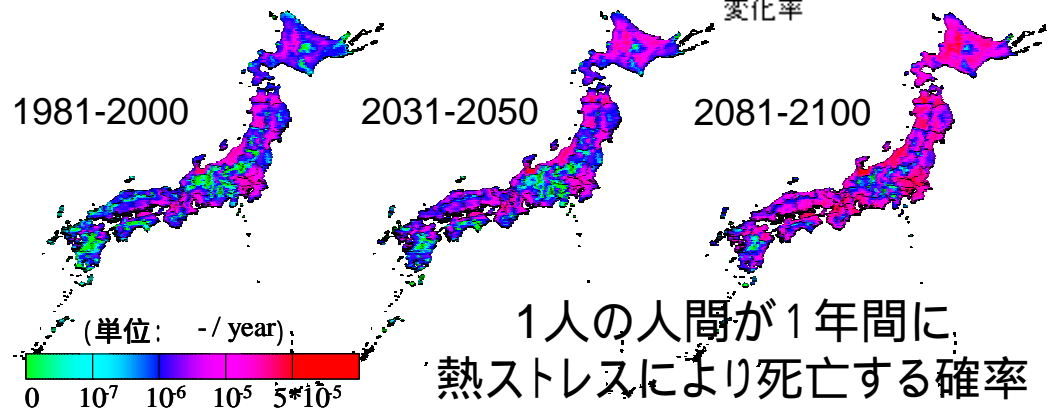 変化率
1981-2000
2031-2050
2081-2100
(単位: -/ year)
0 10-7 10-6 10-5 5*10-5
1人の人間が1年間に
熱ストレスにより死亡する確率